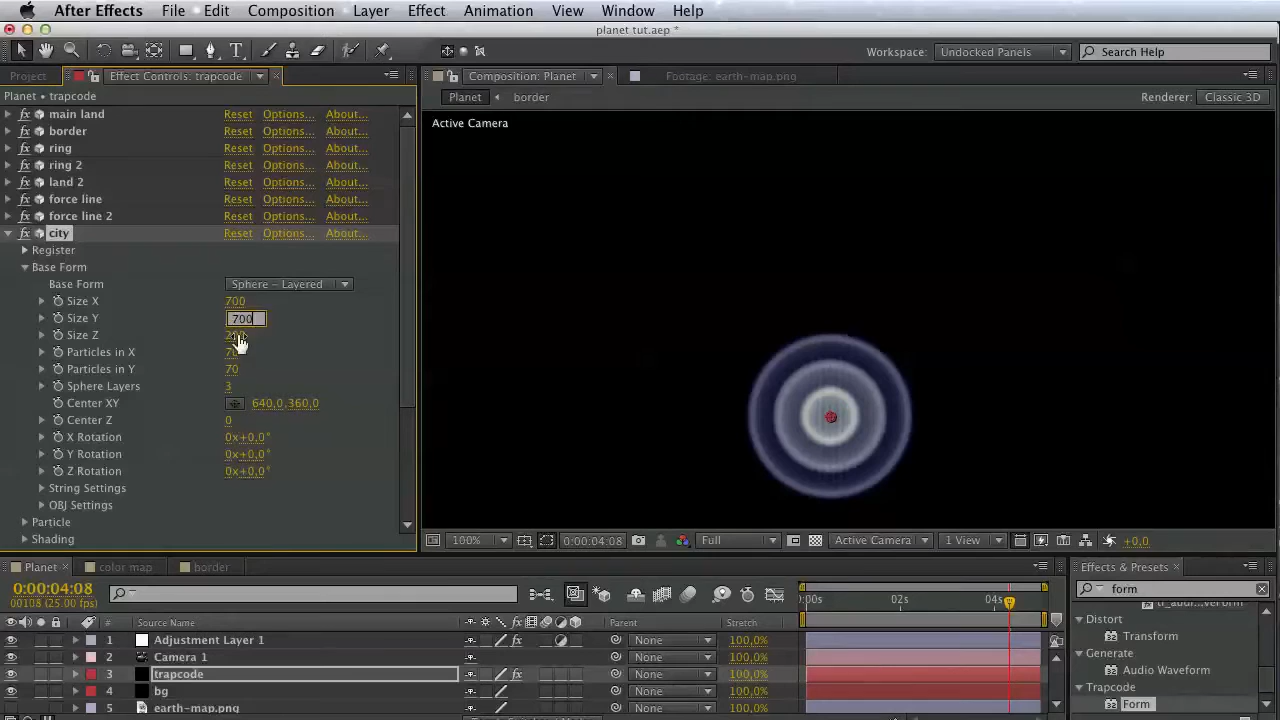 After Effects File Edit Composition Layer Effect Animation View Window Help
planet tut.aep *
Workspace: Undocked Panels Search Help
Project Effect Controls: trapcode Composition: Planet Footage: earth-map.png
Planet • trapcode
Planet border Renderer: Classic 3D
Active Camera
main land Reset Options... About...
border Reset Options... About...
ring Reset Options... About...
ring 2 Reset Options... About...
land 2 Reset Options... About...
force line Reset Options... About...
force line 2 Reset Options... About...
city Reset Options... About...
Register
Base Form
Base Form Sphere - Layered
Size X 700
Size Y 700
Size Z
Particles in X 70
Particles in Y 70
Sphere Layers 3
Center XY 640,0,360,0
Center Z 0
X Rotation 0x+0,0°
Y Rotation 0x+0,0°
Z Rotation 0x+0,0°
String Settings
OBJ Settings
Particle
Shading
100% 0:00:04:08 Full Active Camera 1 View +0,0
Planet color map border
Effects & Presets
0:00:04:08
00108 (25.00 fps)
form
:00s 02s 04s
# Source Name Parent Stretch
1 Adjustment Layer 1 None 100,0%
2 Camera 1 None 100,0%
3 trapcode None 100,0%
4 bg None 100,0%
5 earth-map.png None 100,0%
Distort
Transform
Generate
Audio Waveform
Trapcode
Form